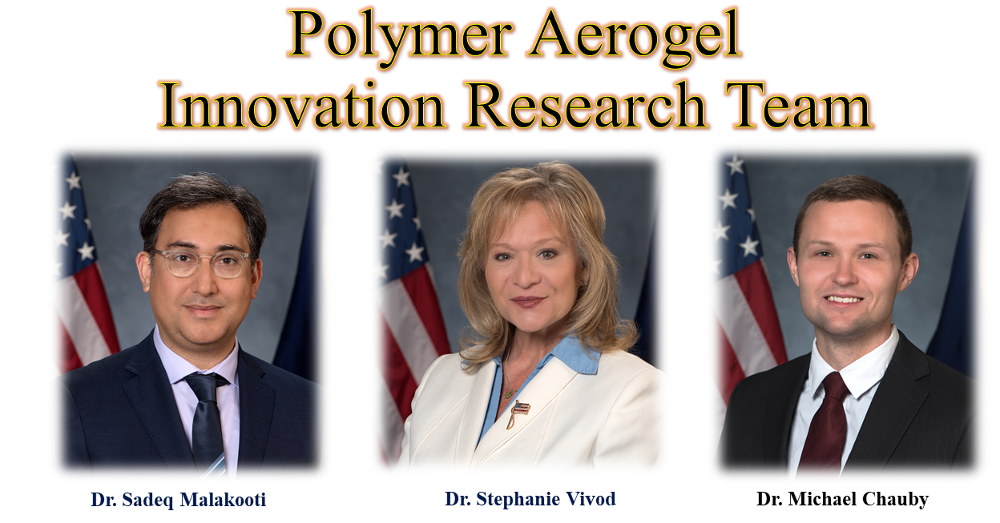 Polymer Aerogel
Innovation Research Team
Dr. Sadeq Malakooti
Dr. Stephanie Vivod
Dr. Michael Chauby